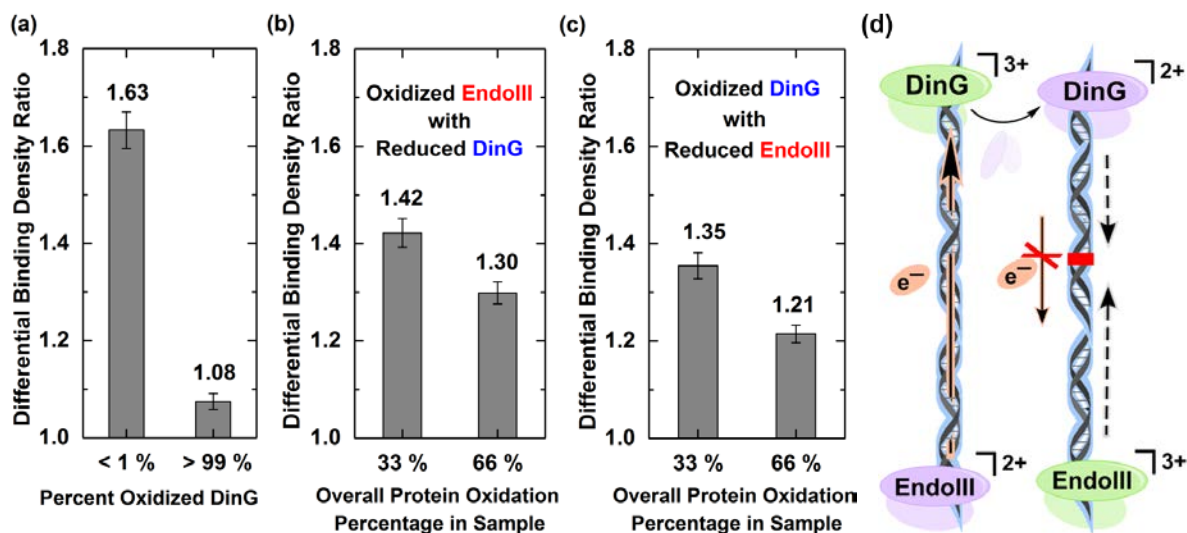 (a)
Differential Binding Density Ratio
1.8
1.6
1.4
1.2
1.0
1.63
1.08
< 1 %
> 99 %
Percent Oxidized DinG
(b)
Differential Binding Density Ratio
1.8
1.6
1.4
1.2
1.0
Oxidized EndoIII
with
Reduced DinG
1.42
1.30
33 %
66 %
Overall Protein Oxidation
Percentage in Sample
(c)
Differential Binding Density Ratio
1.8
1.6
1.4
1.2
1.0
Oxidized DinG
with
Reduced EndoIII
1.35
1.21
33 %
66 %
Overall Protein Oxidation
Percentage in Sample
(d)
DinG
3+
DinG
2+
e−
e−
EndoIII
2+
EndoIII
3+